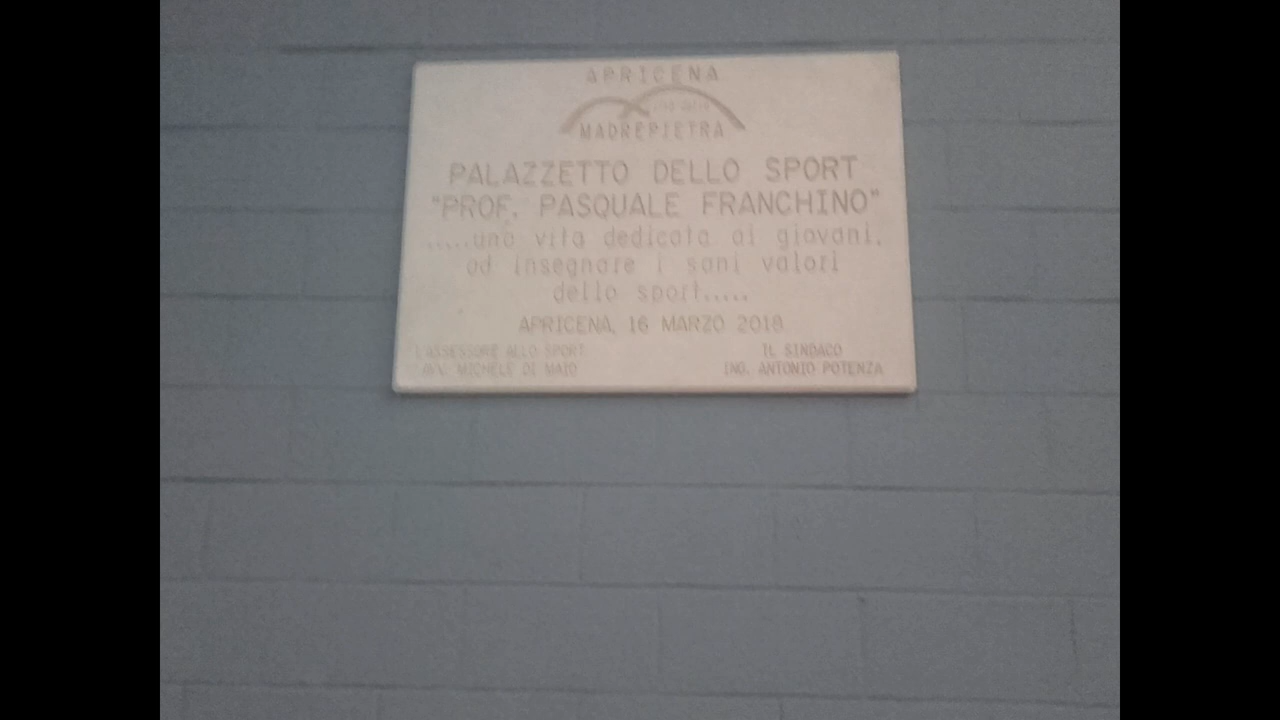 APRICENA
MADREPIETRA
PALAZZETTO DELLO SPORT
"PROF. PASQUALE FRANCHINO"
.....una vita dedicata ai giovani,
ad insegnare i sani valori
dello sport.....
APRICENA, 16 MARZO 2018
L'ASSESSORE ALLO SPORT
AVV. MICHELE DI MAIO
IL SINDACO
ING. ANTONIO POTENZA